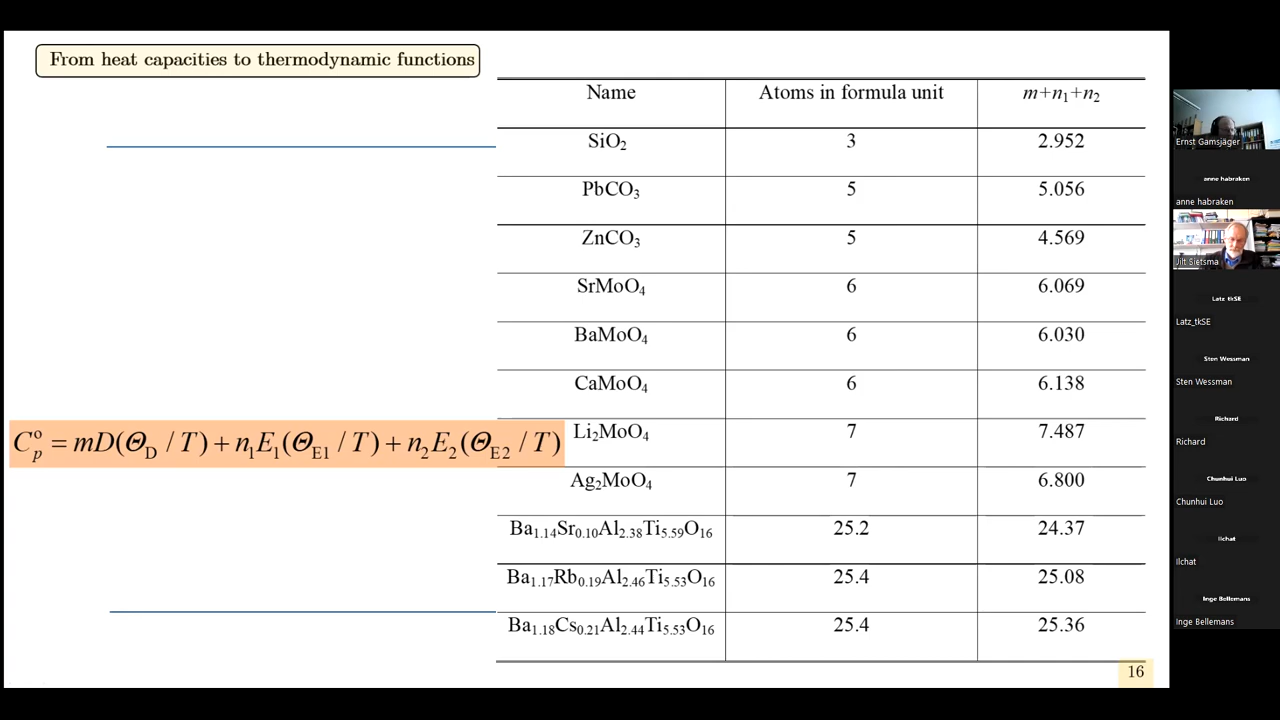 From heat capacities to thermodynamic functions
Name Atoms in formula unit m+n₁+n₂
SiO₂ 3 2.952
PbCO₃ 5 5.056
ZnCO₃ 5 4.569
SrMoO₄ 6 6.069
BaMoO₄ 6 6.030
CaMoO₄ 6 6.138
Li₂MoO₄ 7 7.487
C°ₚ = mD(Θ_D / T) + n₁E₁(Θ_E1 / T) + n₂E₂(Θ_E2 / T)
Ag₂MoO₄ 7 6.800
Ba₁.₁₄Sr₀.₁₀Al₂.₃₈Ti₅.₅₉O₁₆ 25.2 24.37
Ba₁.₁₇Rb₀.₁₉Al₂.₄₆Ti₅.₅₃O₁₆ 25.4 25.08
Ba₁.₁₈Cs₀.₂₁Al₂.₄₄Ti₅.₅₃O₁₆ 25.4 25.36
16
Ernst Gamsjäger
anne habraken
anne habraken
Jilt Sietsma
Latz_tkSE
Latz_tkSE
Sten Wessman
Sten Wessman
Richard
Richard
Chunhui Luo
Chunhui Luo
Ilchat
Ilchat
Inge Bellemans
Inge Bellemans